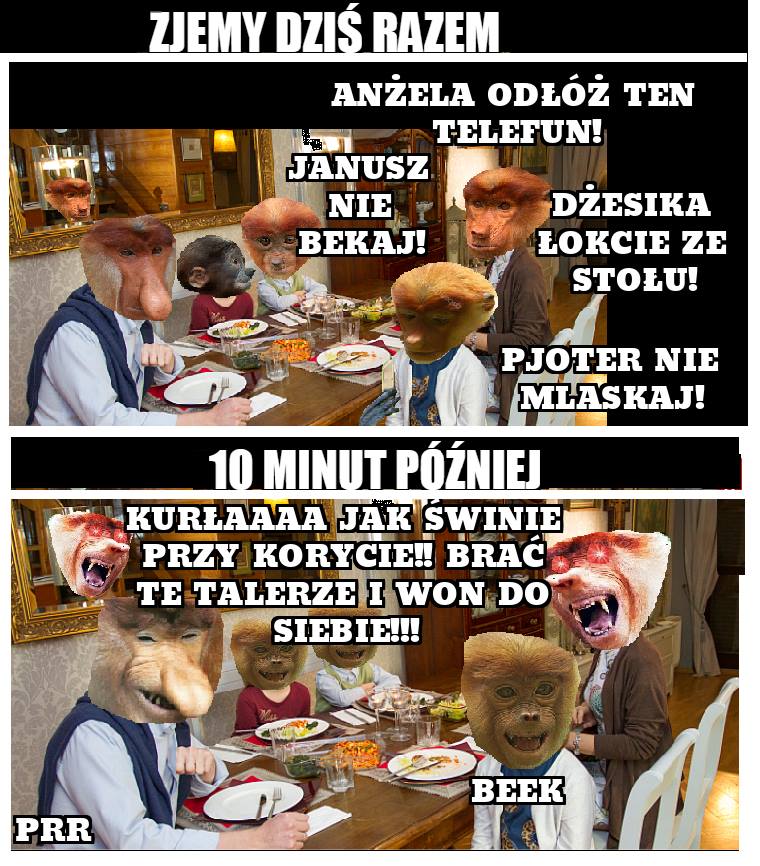 ZJEMY DZIŚ RAZEM
ANŻELA ODŁÓŻ TEN
TELEFUN!
JANUSZ
NIE
BEKAJ!
DŻESIKA
ŁOKCIE ZE
STOŁU!
PJOTER NIE
MLASKAJ!
10 MINUT PÓŹNIEJ
KURŁAAAA JAK ŚWINIE
PRZY KORYCIE!! BRAĆ
TE TALERZE I WON DO
SIEBIE!!!
BEEK
PRR